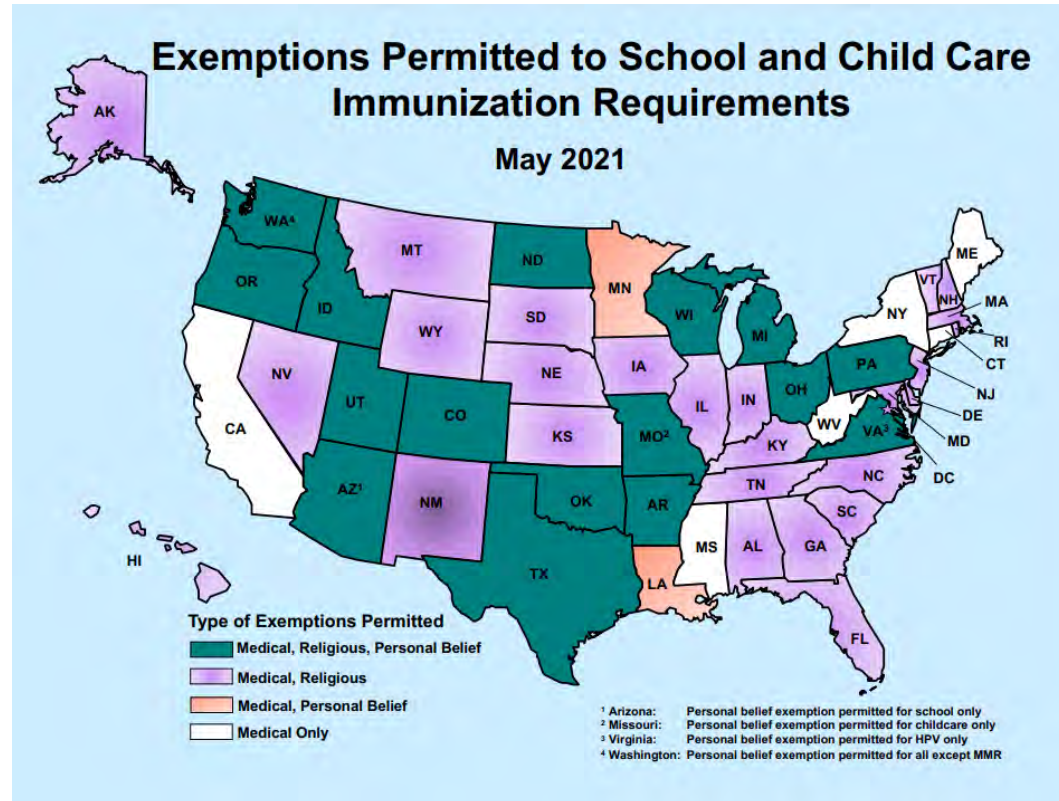 Exemptions Permitted to School and Child Care
Immunization Requirements
May 2021
AK
WA⁴
MT
ND
MN
ME
OR
ID
SD
WI
MI
NY
VT
NH
MA
RI
CT
WY
IA
PA
NJ
NV
NE
IL
IN
OH
DE
UT
CO
KS
MO²
WV
VA³
MD
CA
KY
DC
AZ¹
NM
OK
AR
TN
NC
SC
MS
AL
GA
HI
TX
LA
FL
Type of Exemptions Permitted
Medical, Religious, Personal Belief
Medical, Religious
Medical, Personal Belief
Medical Only
¹ Arizona: Personal belief exemption permitted for school only
² Missouri: Personal belief exemption permitted for childcare only
³ Virginia: Personal belief exemption permitted for HPV only
⁴ Washington: Personal belief exemption permitted for all except MMR